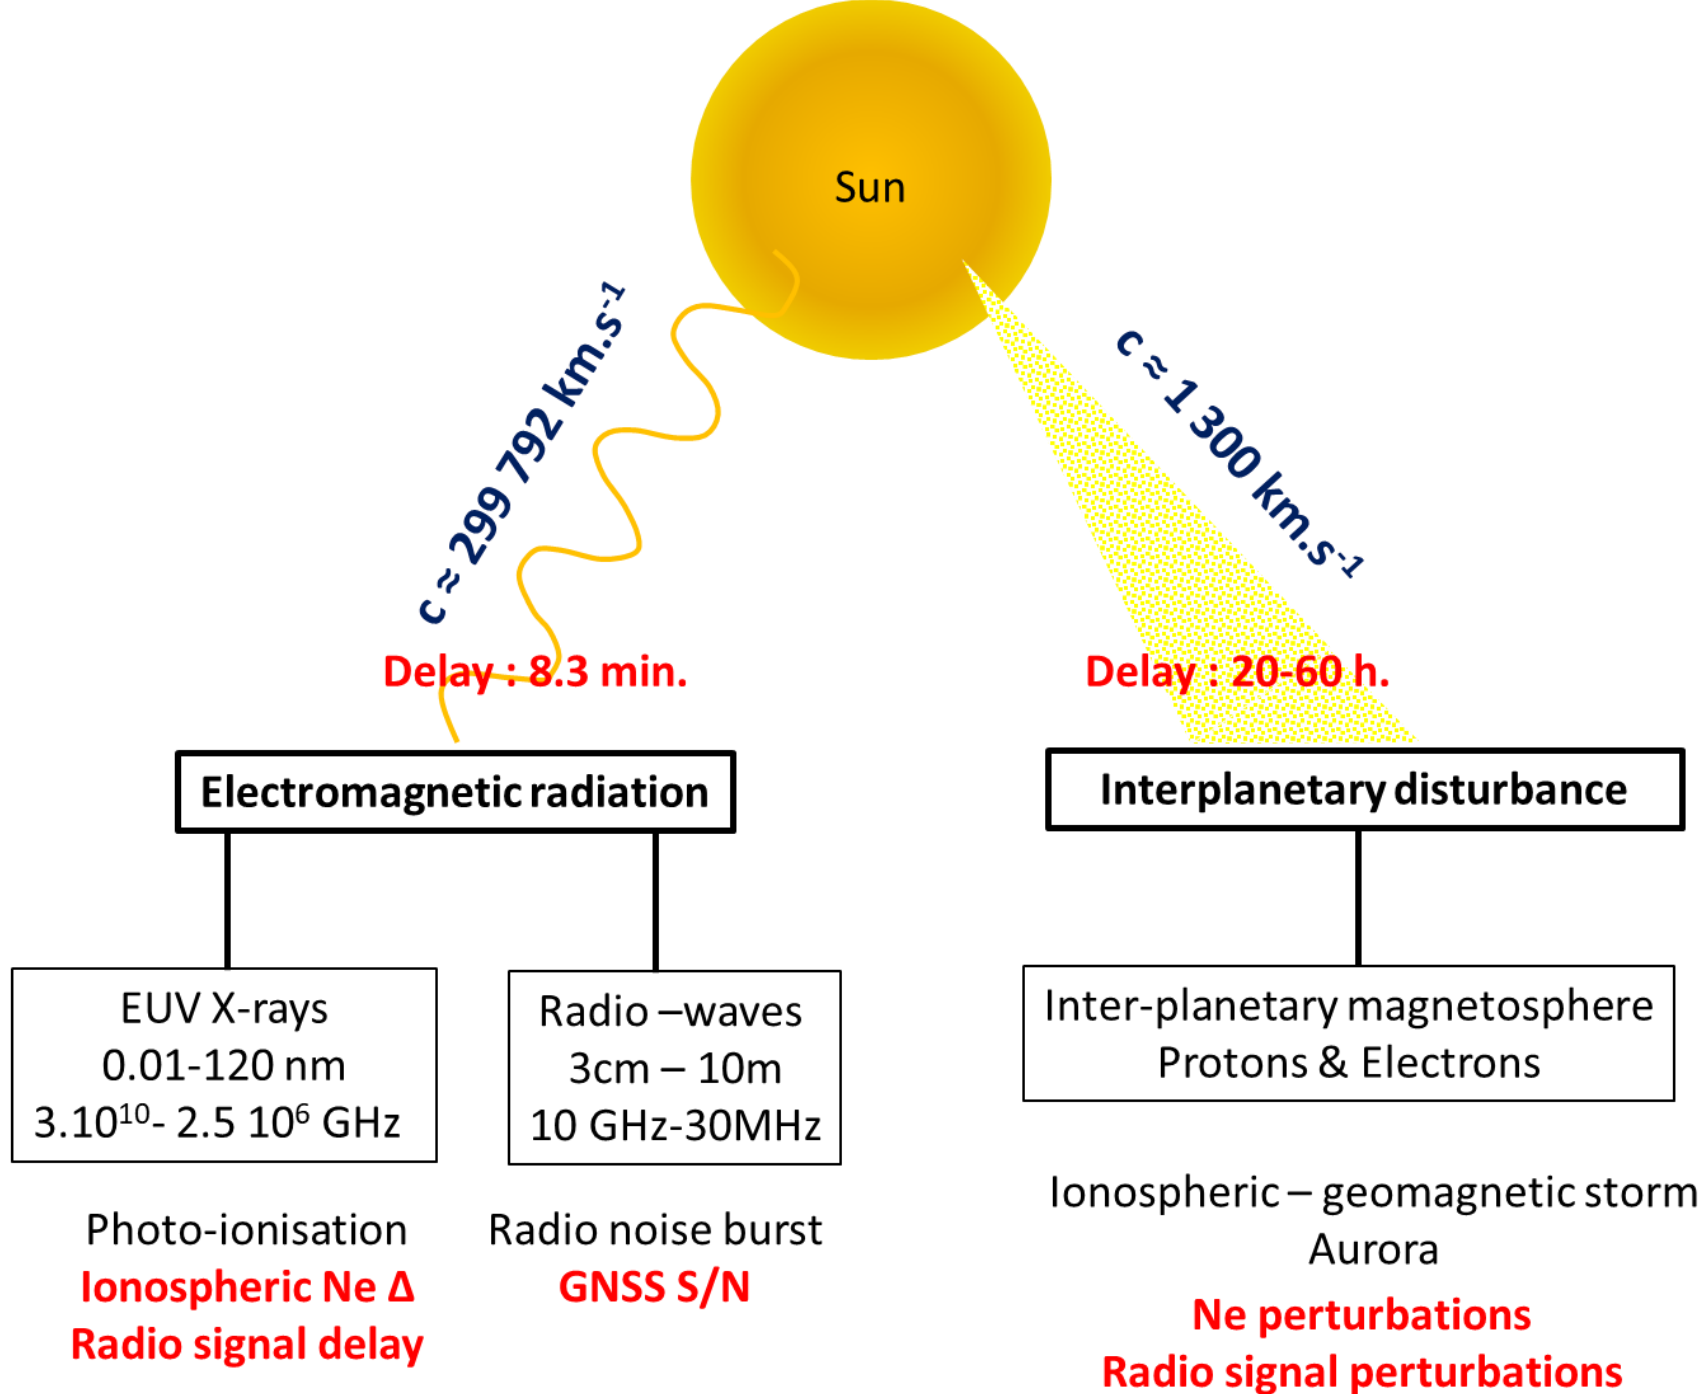 Sun
c ≈ 299 792 km.s⁻¹
Delay : 8.3 min.
Electromagnetic radiation
EUV X-rays
0.01-120 nm
3.10¹⁰- 2.5 10⁶ GHz
Photo-ionisation
Ionospheric Ne Δ
Radio signal delay
Radio –waves
3cm – 10m
10 GHz-30MHz
Radio noise burst
GNSS S/N
c ≈ 1 300 km.s⁻¹
Delay : 20-60 h.
Interplanetary disturbance
Inter-planetary magnetosphere
Protons & Electrons
Ionospheric – geomagnetic storm
Aurora
Ne perturbations
Radio signal perturbations